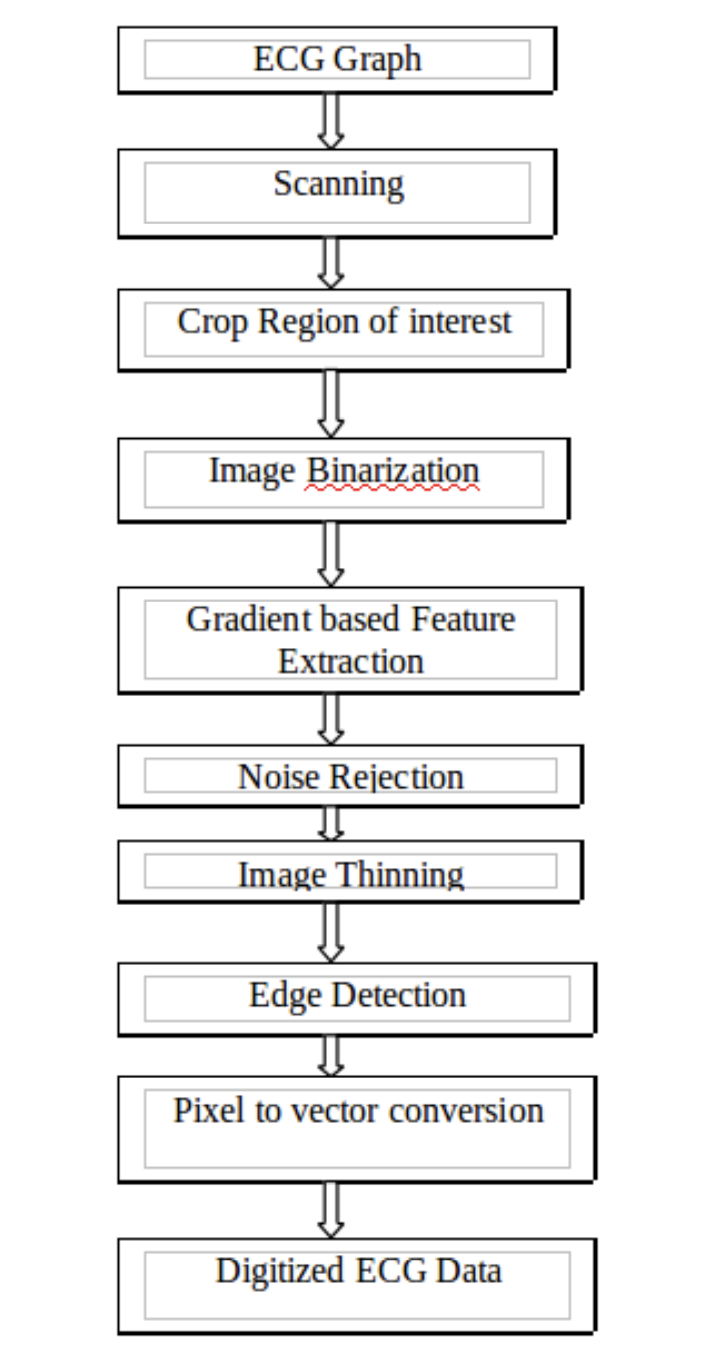 ECG Graph
Scanning
Crop Region of interest
Image Binarization
Gradient based Feature
Extraction
Noise Rejection
Image Thinning
Edge Detection
Pixel to vector conversion
Digitized ECG Data